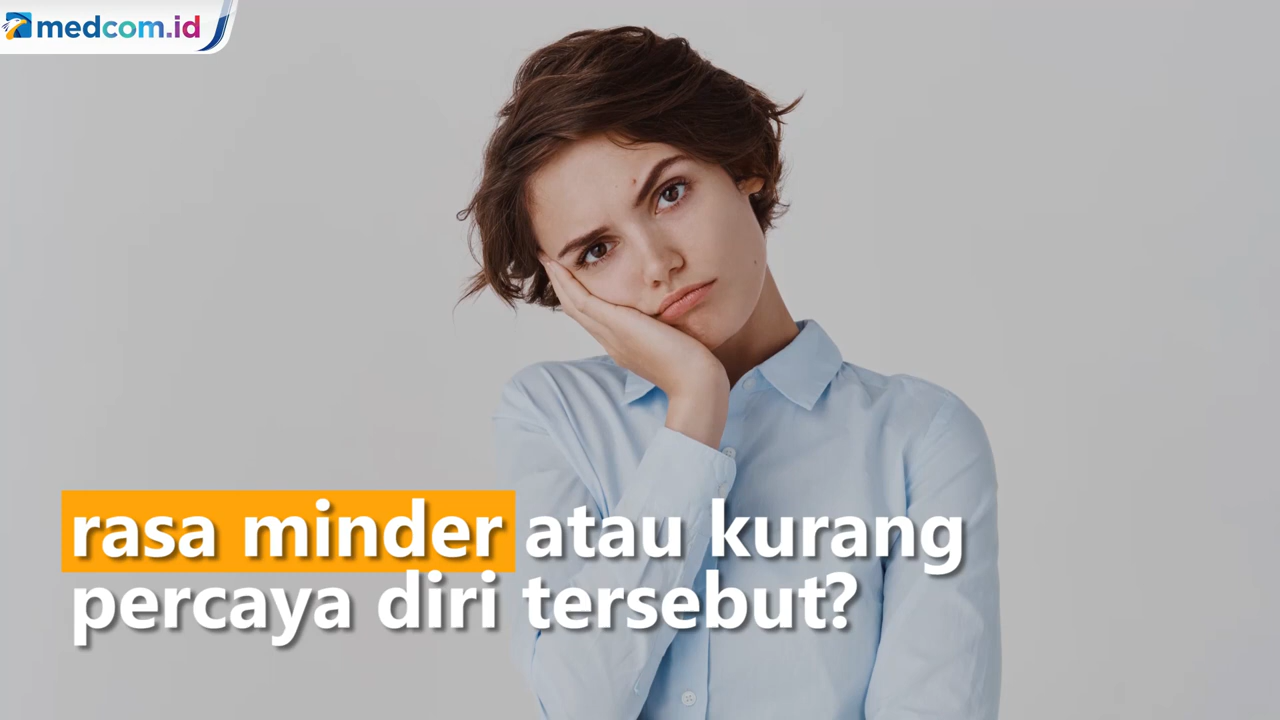 medcom.id
rasa minder atau kurang
percaya diri tersebut?